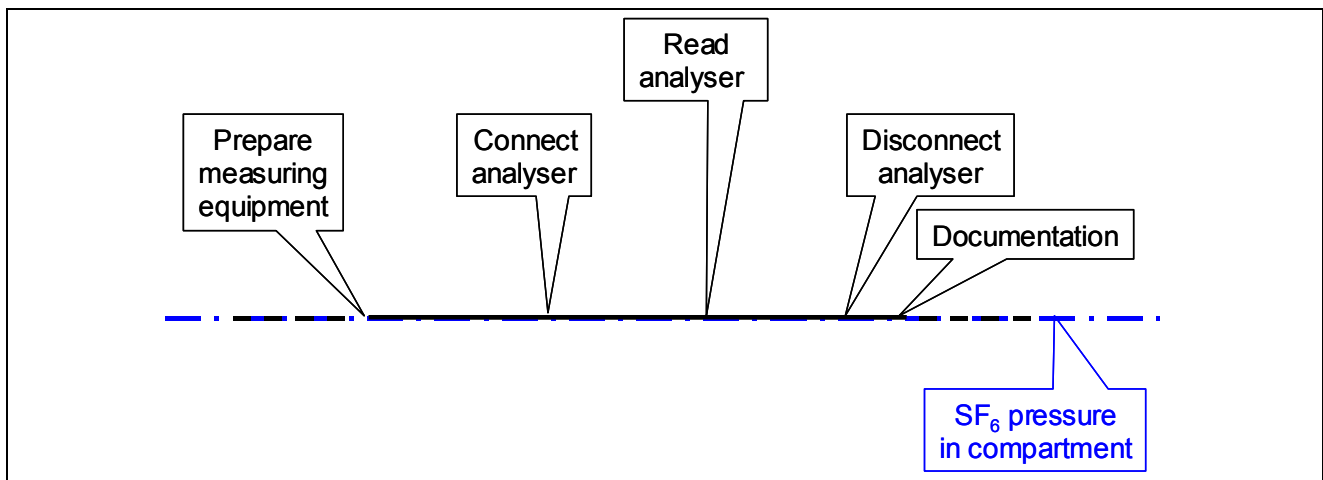 Read
analyser
Prepare
measuring
equipment
Connect
analyser
Disconnect
analyser
Documentation
SF₆ pressure
in compartment